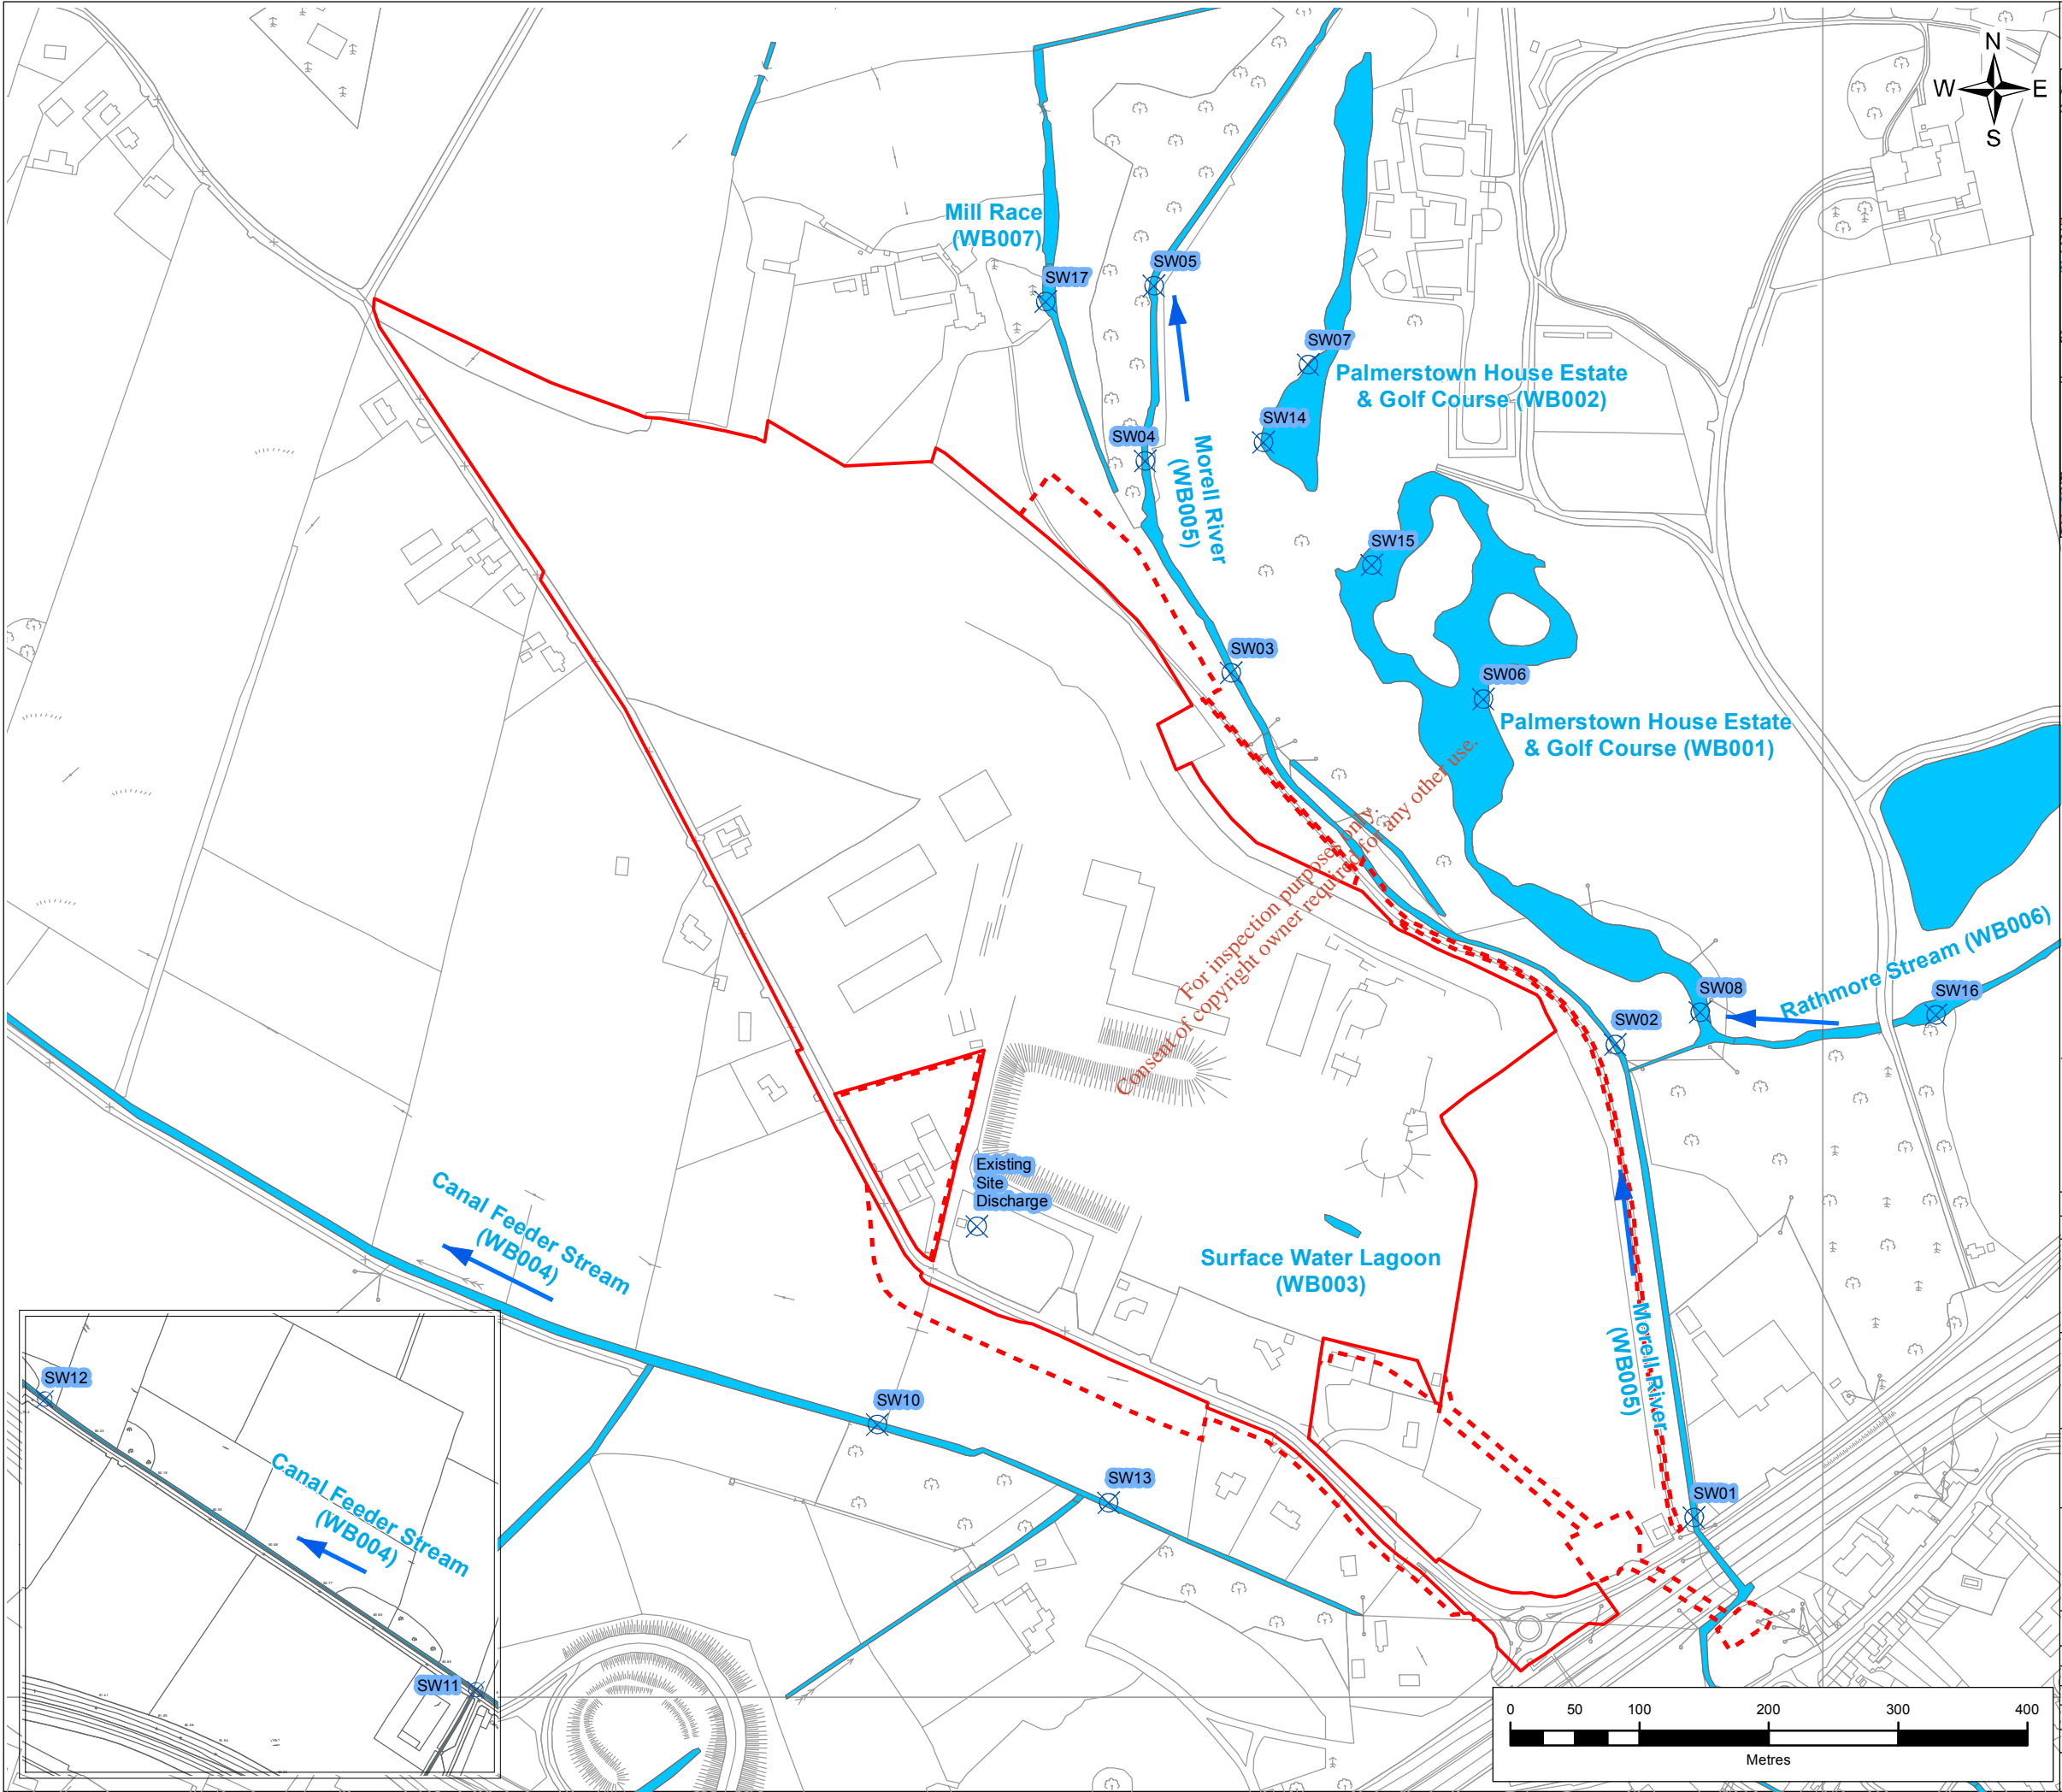 N
W E
S
Mill Race
(WB007)
SW17
SW05
SW07
Palmerstown House Estate
& Golf Course (WB002)
SW14
SW04
Morell River
(WB005)
SW15
SW03
SW06
Palmerstown House Estate
& Golf Course (WB001)
For inspection purposes only.
Consent of copyright owner required for any other use.
Rathmore Stream (WB006)
SW08
SW16
SW02
Existing
Site
Discharge
Canal Feeder Stream
(WB004)
Surface Water Lagoon
(WB003)
Morell River
(WB005)
SW10
SW13
SW01
SW12
Canal Feeder Stream
(WB004)
SW11
0 50 100 200 300 400
Metres